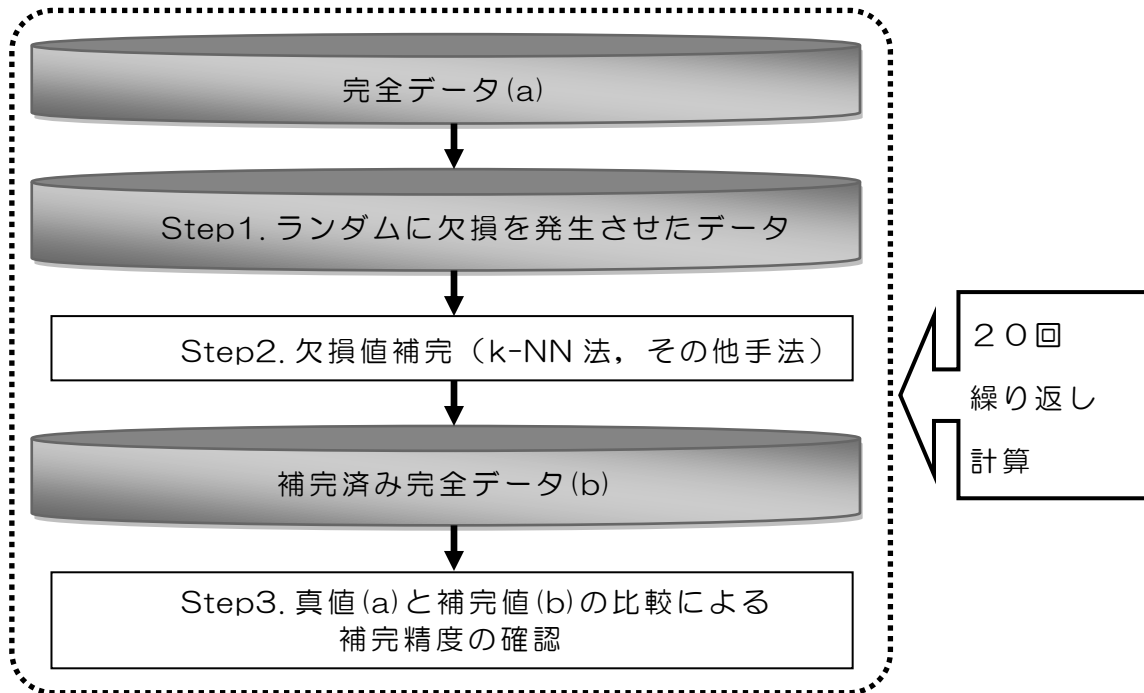 完全データ(a)
Step1.ランダムに欠損を発生させたデータ
Step2.欠損値補完（k-NN法，その他手法）
補完済み完全データ(b)
Step3.真値(a)と補完値(b)の比較による
補完精度の確認
２０回
繰り返し
計算